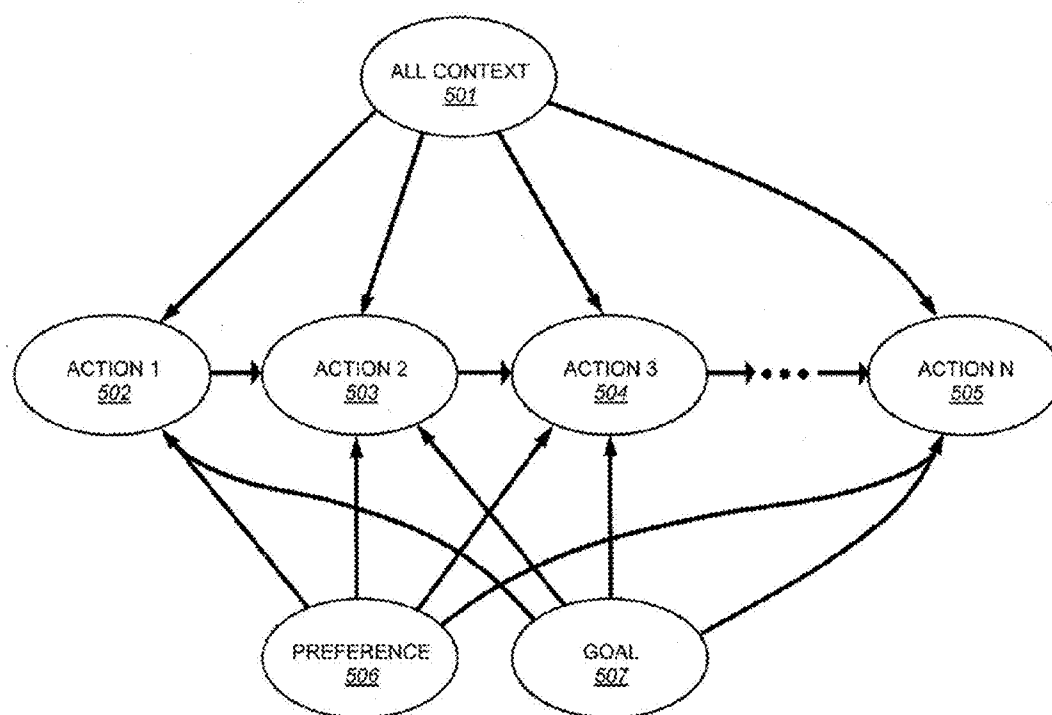 ALL CONTEXT
501
ACTION 1
502
ACTION 2
503
ACTION 3
504
ACTION N
505
PREFERENCE
506
GOAL
507